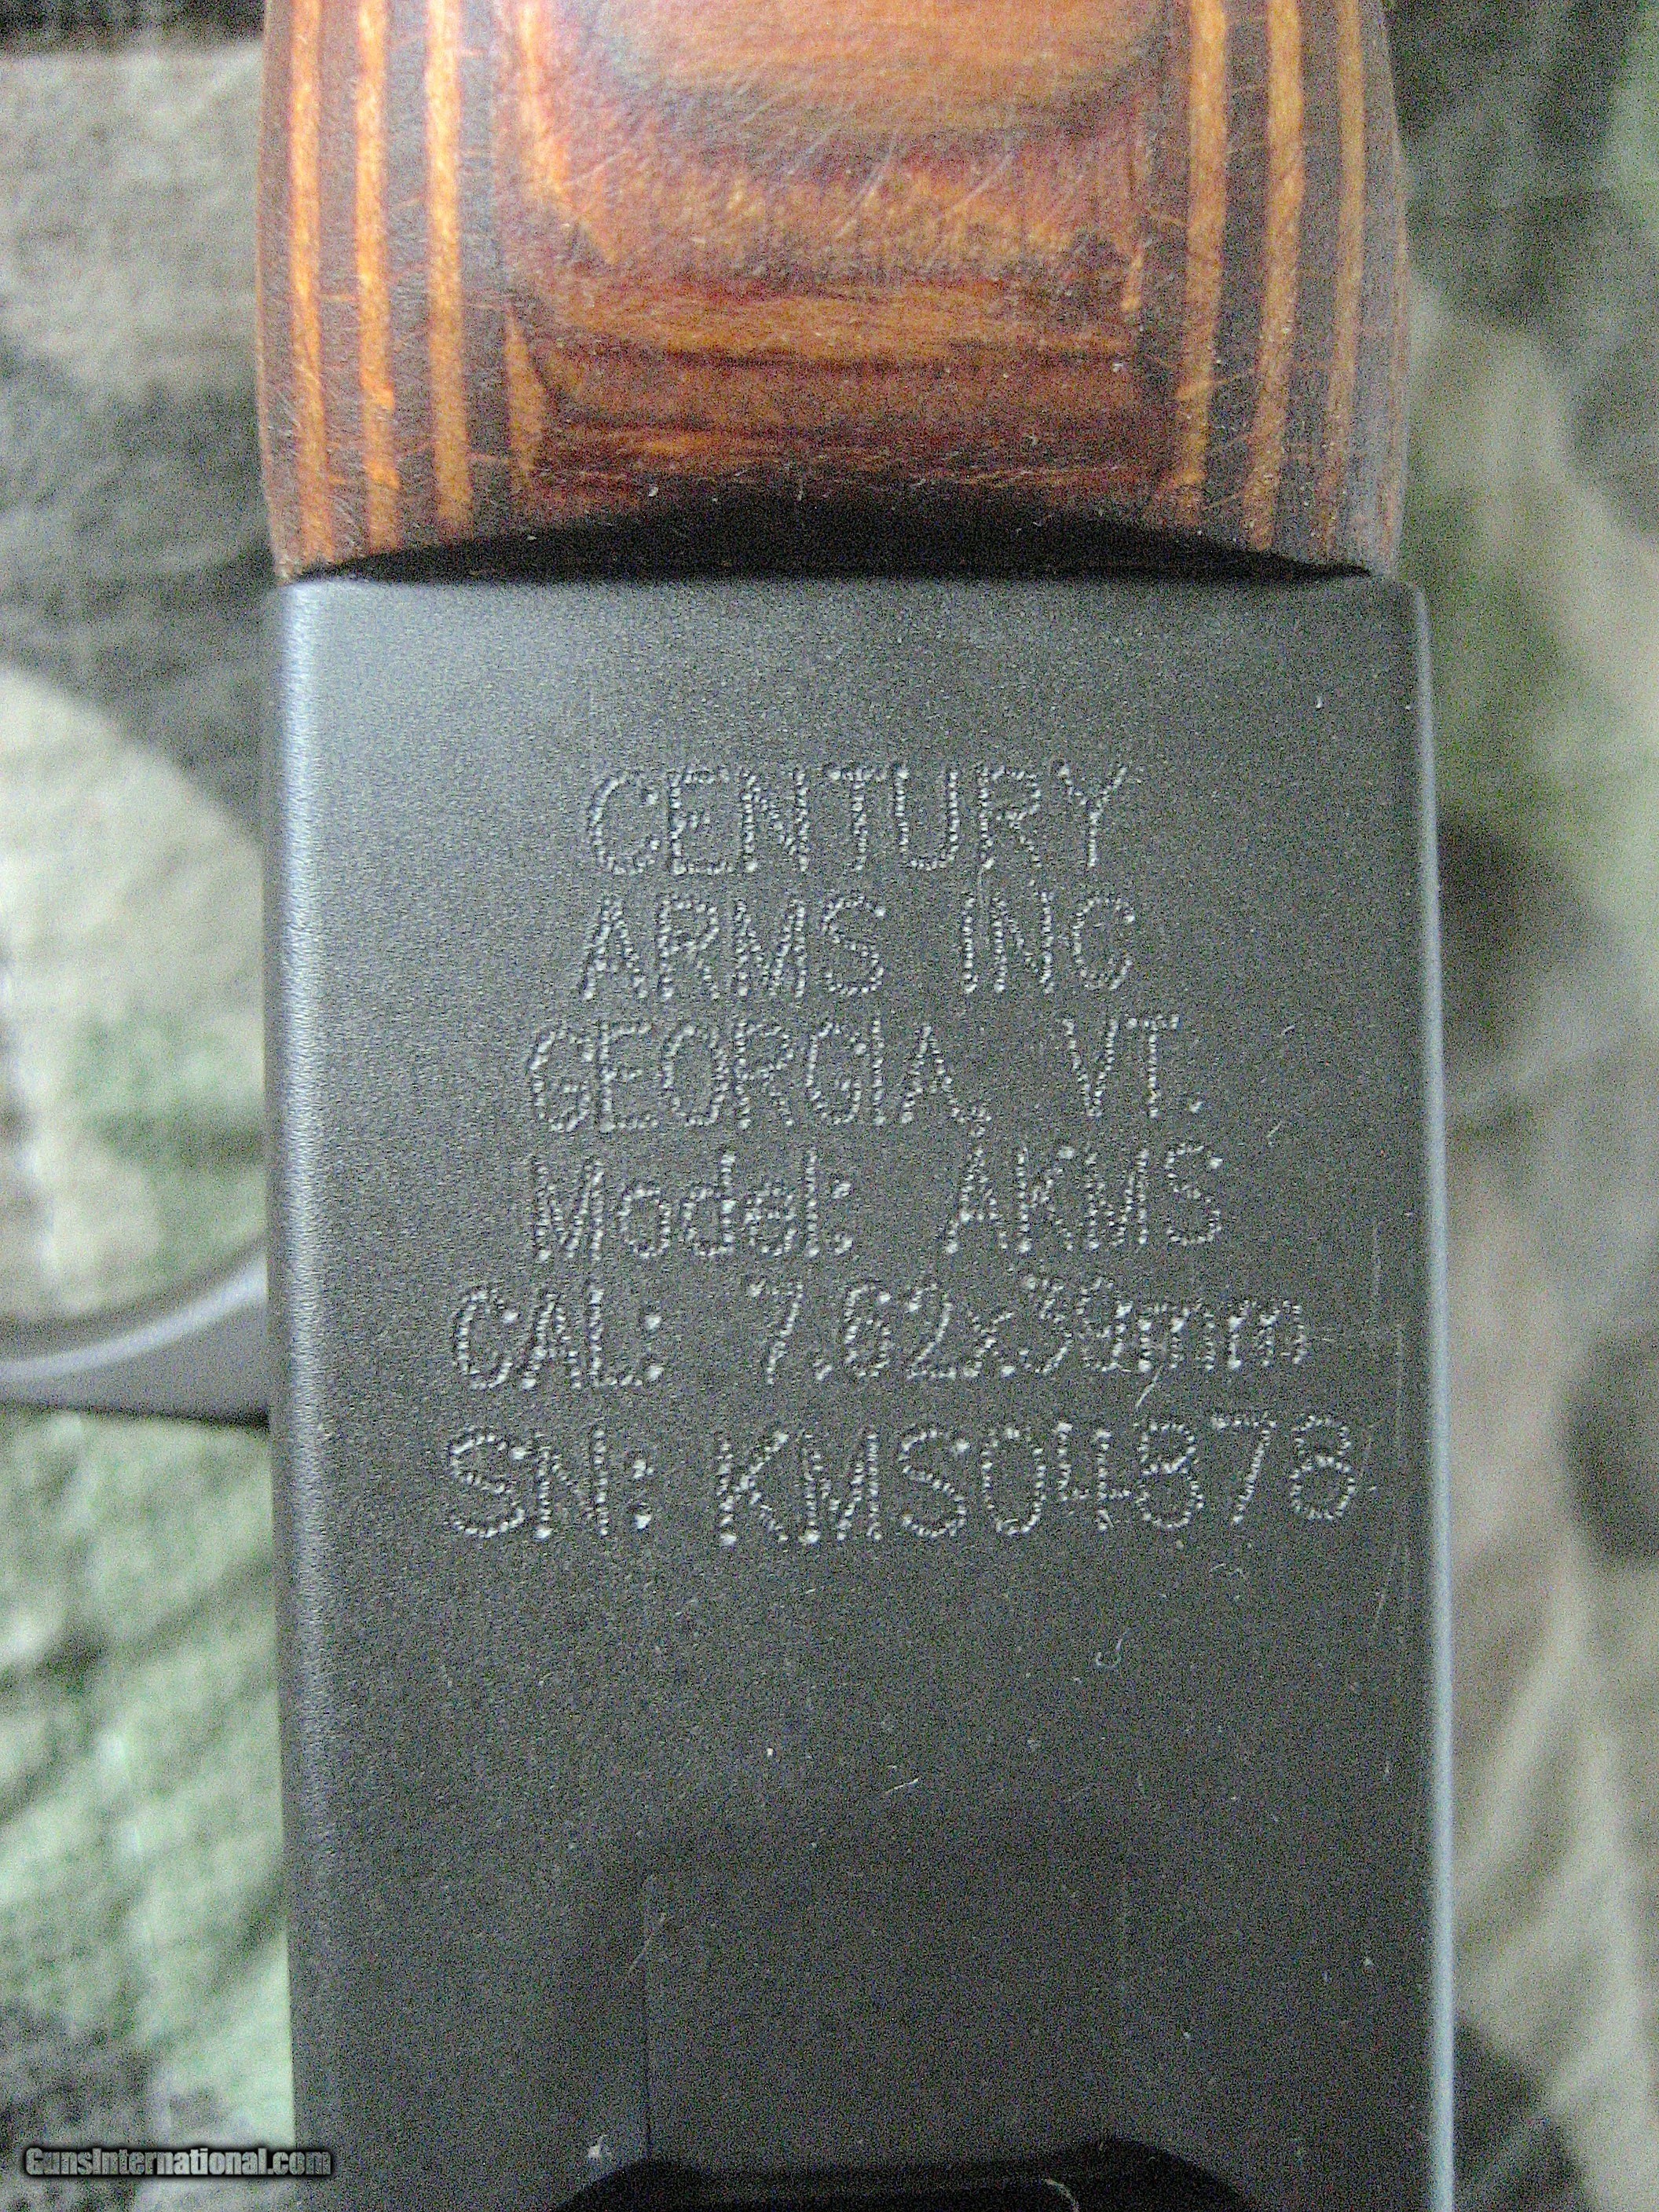 CENTURY
ARMS INC
GEORGIA, VT.
Model: AKMS
CAL: 7.62x39mm
SN: KMS04878
GunsInternational.com